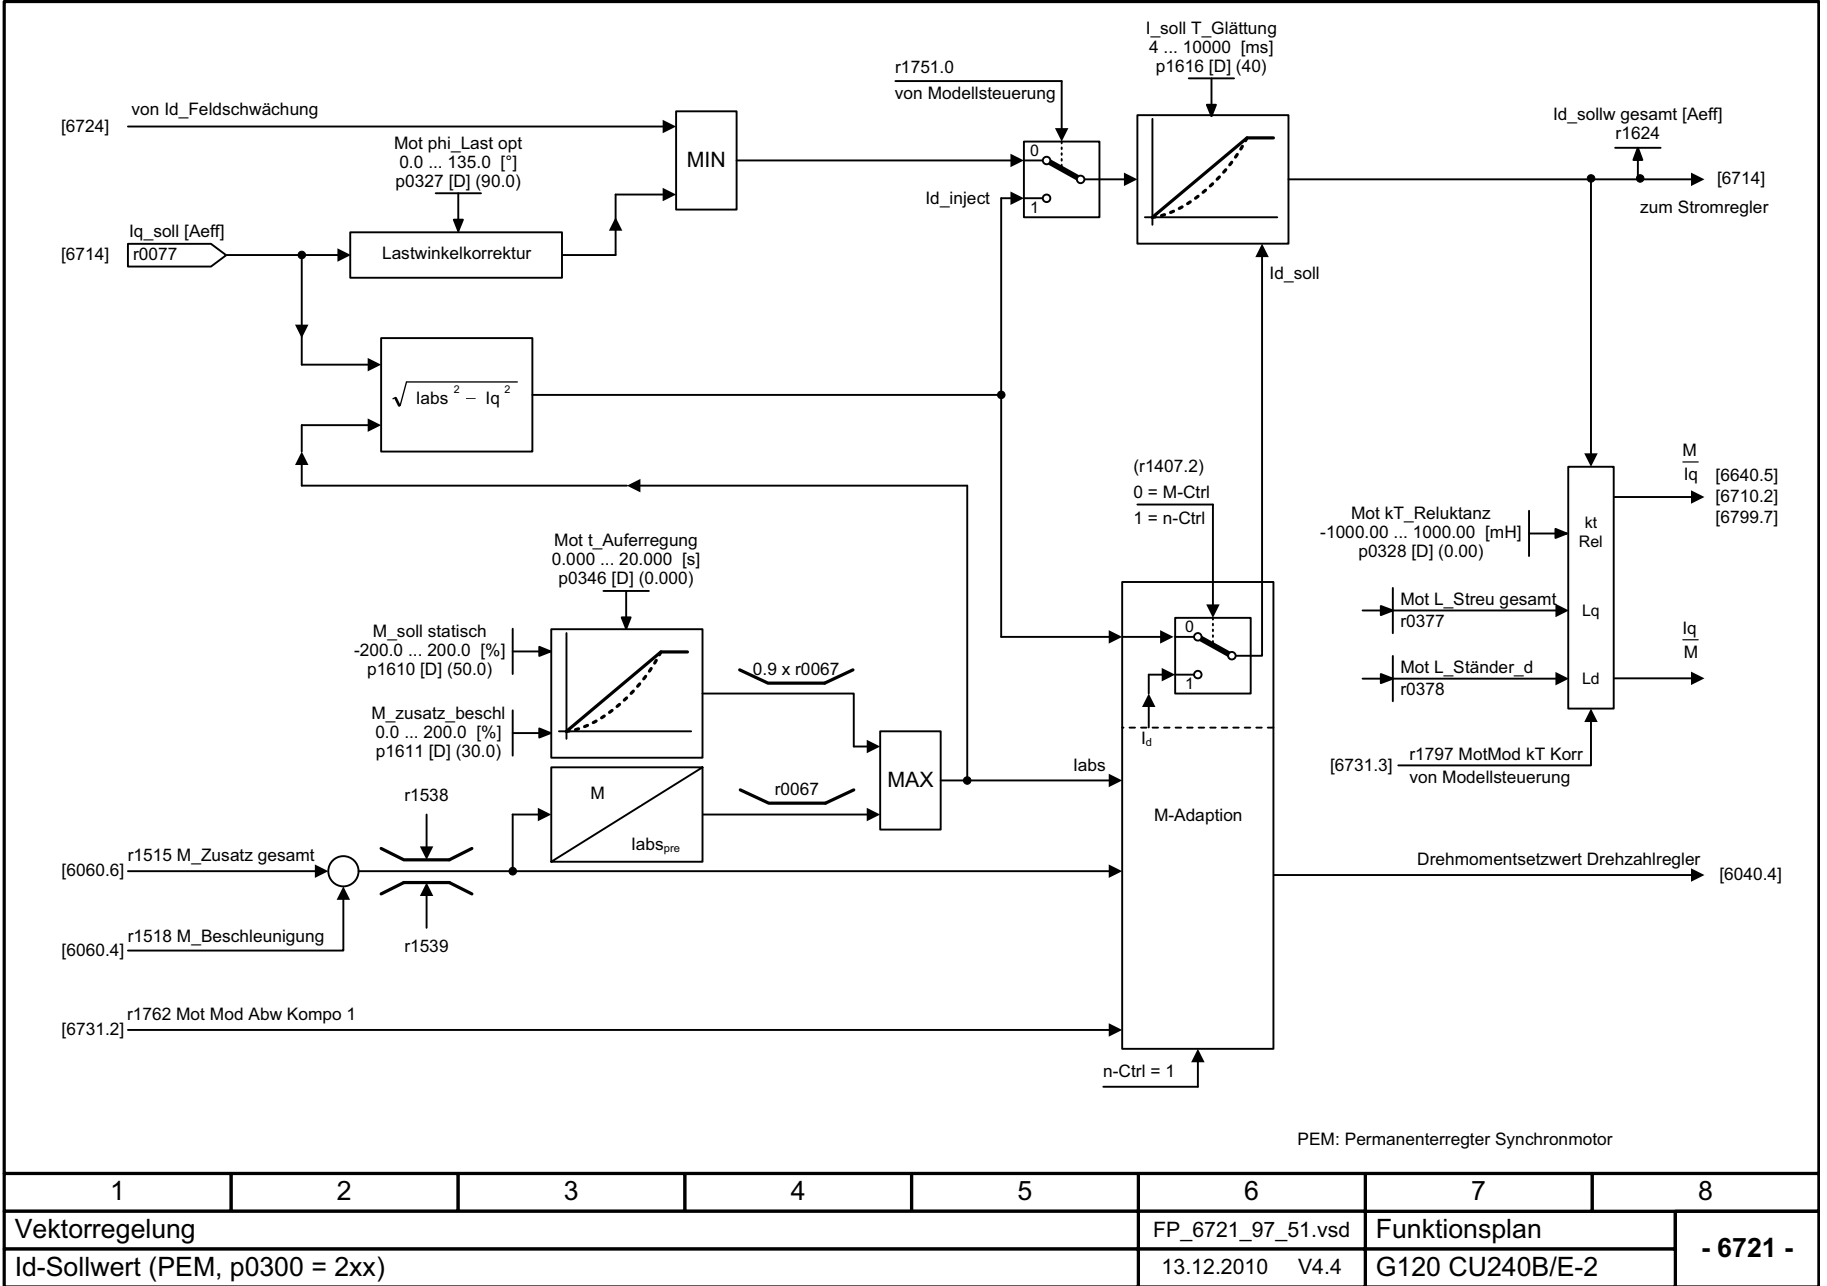 I_soll T_Glättung
4 ... 10000 [ms]
p1616 [D] (40)
r1751.0
von Modellsteuerung
[6724]
von Id_Feldschwächung
Mot phi_Last opt
0.0 ... 135.0 [°]
p0327 [D] (90.0)
MIN
0
1
Id_inject
Id_sollw gesamt [Aeff]
r1624
[6714]
zum Stromregler
Iq_soll [Aeff]
[6714]
r0077
Lastwinkelkorrektur
Id_soll
√ Iabs ² – Iq ²
(r1407.2)
0 = M-Ctrl
1 = n-Ctrl
M
Iq
[6640.5]
[6710.2]
[6799.7]
Mot kT_Reluktanz
-1000.00 ... 1000.00 [mH]
p0328 [D] (0.00)
kt
Rel
Mot t_Auferregung
0.000 ... 20.000 [s]
p0346 [D] (0.000)
Mot L_Streu gesamt
r0377
Lq
M_soll statisch
-200.0 ... 200.0 [%]
p1610 [D] (50.0)
0.9 x r0067
0
1
Id
Iq
M
Mot L_Ständer_d
r0378
Ld
M_zusatz_beschl
0.0 ... 200.0 [%]
p1611 [D] (30.0)
[6731.3]
r1797 MotMod kT Korr
von Modellsteuerung
Iabs
MAX
r0067
M
Iabspre
r1538
M-Adaption
[6060.6]
r1515 M_Zusatz gesamt
Drehmomentsetzwert Drehzahlregler
[6040.4]
[6060.4]
r1518 M_Beschleunigung
r1539
[6731.2]
r1762 Mot Mod Abw Kompo 1
n-Ctrl = 1
PEM: Permanenterregter Synchronmotor
1 2 3 4 5 6 7 8
Vektorregelung
FP_6721_97_51.vsd
Funktionsplan
- 6721 -
Id-Sollwert (PEM, p0300 = 2xx)
13.12.2010 V4.4
G120 CU240B/E-2